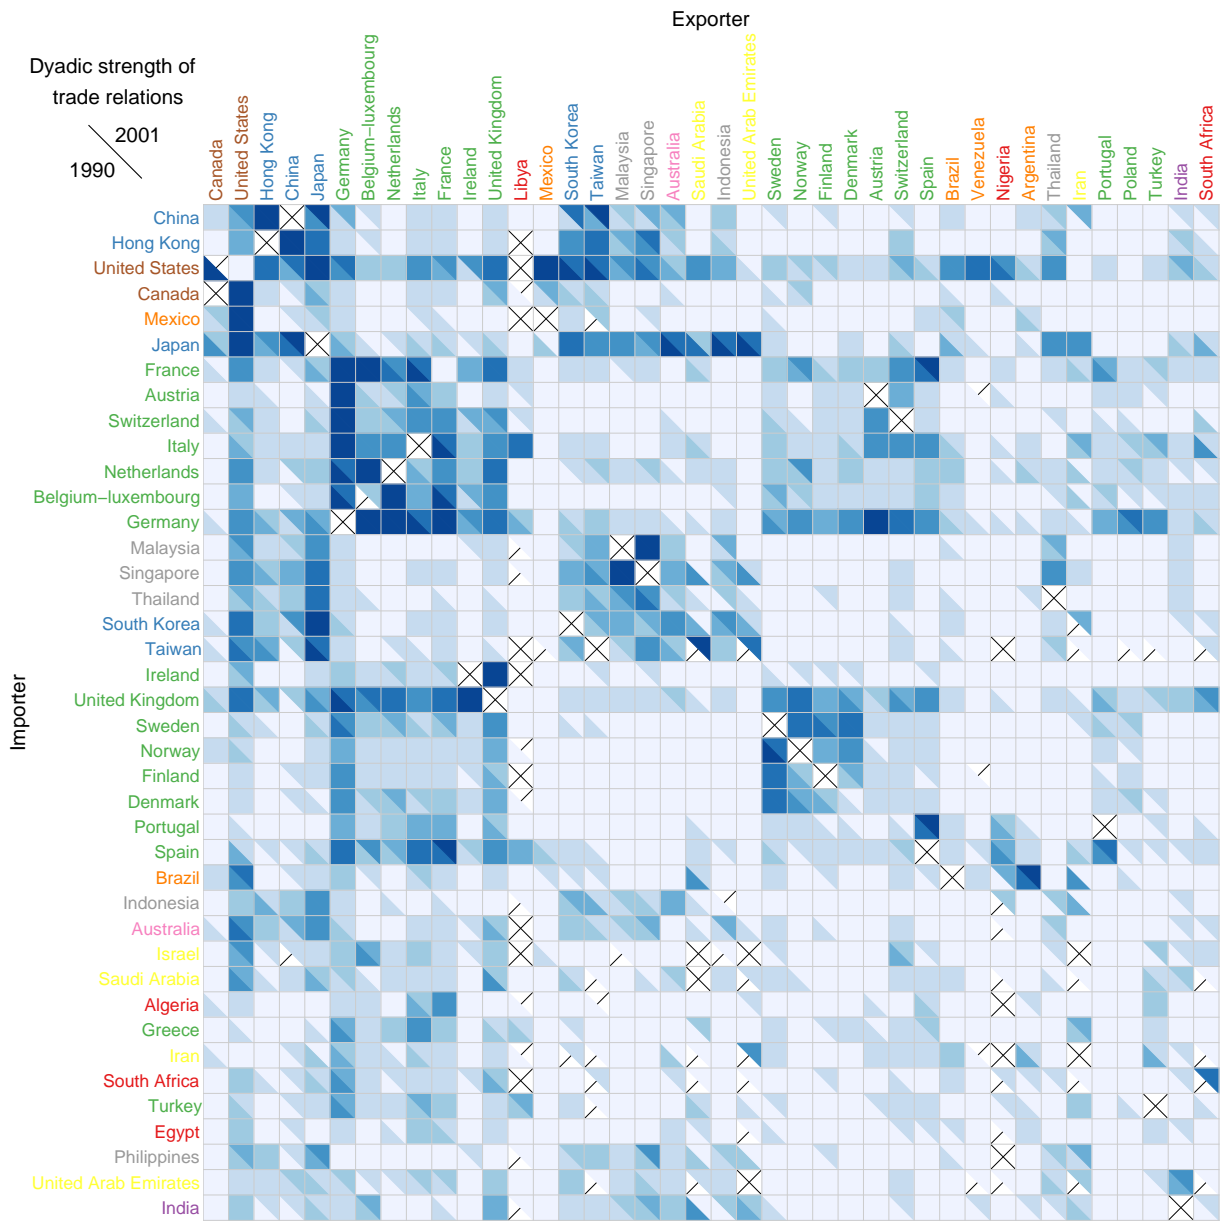 Exporter
Dyadic strength of
trade relations
2001
1990
Canada
United States
Hong Kong
China
Japan
Germany
Belgium−luxembourg
Netherlands
Italy
France
Ireland
United Kingdom
Libya
Mexico
South Korea
Taiwan
Malaysia
Singapore
Australia
Saudi Arabia
Indonesia
United Arab Emirates
Sweden
Norway
Finland
Denmark
Austria
Switzerland
Spain
Brazil
Venezuela
Nigeria
Argentina
Thailand
Iran
Portugal
Poland
Turkey
India
South Africa
Importer
China
Hong Kong
United States
Canada
Mexico
Japan
France
Austria
Switzerland
Italy
Netherlands
Belgium−luxembourg
Germany
Malaysia
Singapore
Thailand
South Korea
Taiwan
Ireland
United Kingdom
Sweden
Norway
Finland
Denmark
Portugal
Spain
Brazil
Indonesia
Australia
Israel
Saudi Arabia
Algeria
Greece
Iran
South Africa
Turkey
Egypt
Philippines
United Arab Emirates
India